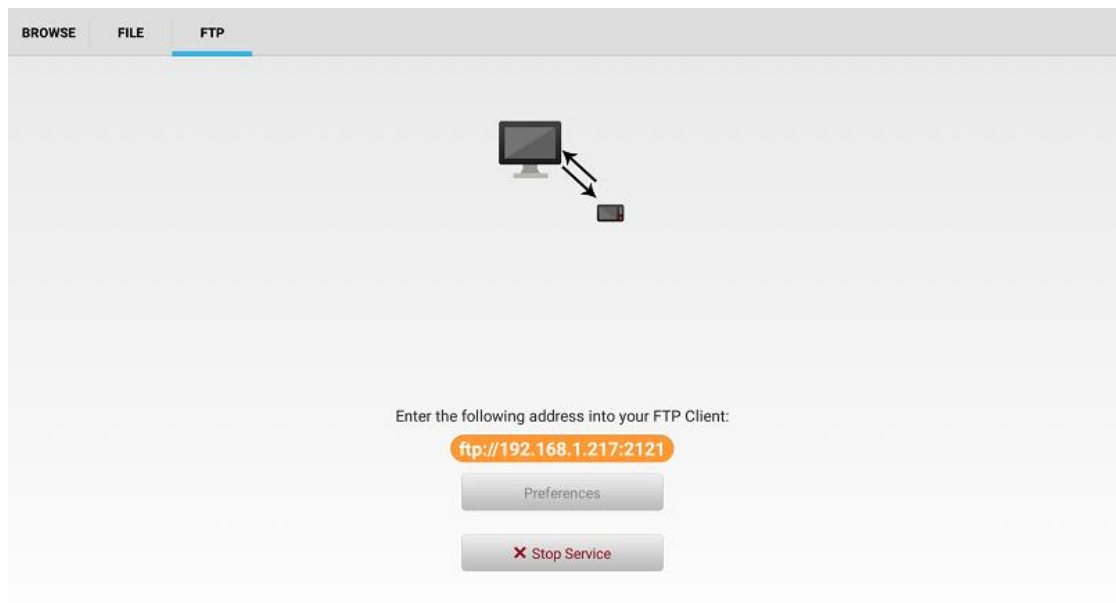 BROWSE FILE FTP
Enter the following address into your FTP Client:
ftp://192.168.1.217:2121
Preferences
✕ Stop Service